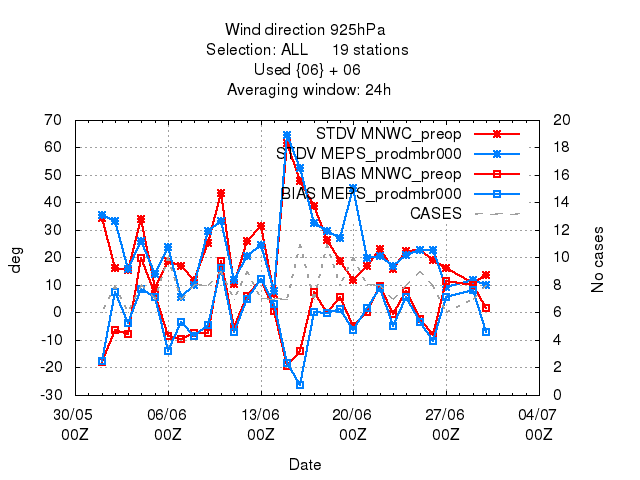 Wind direction 925hPa
Selection: ALL 19 stations
Used {06} + 06
Averaging window: 24h
70 20
STDV MNWC_preop
60 18
STDV MEPS_prodmbr000
50 16
BIAS MNWC_preop
BIAS MEPS_prodmbr000
40 14
CASES
30 12
20 10
10 8
0 6
-10 4
-20 2
-30 0
deg
No cases
30/05 06/06 13/06 20/06 27/06 04/07
00Z 00Z 00Z 00Z 00Z 00Z
Date